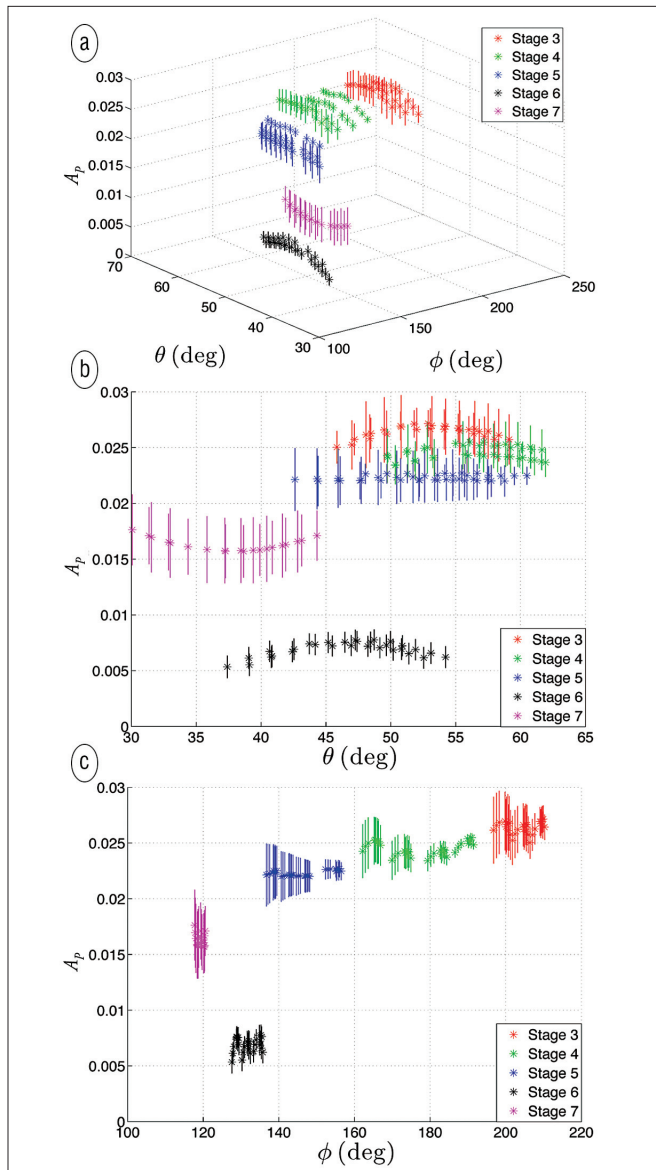 a
Stage 3
Stage 4
Stage 5
Stage 6
Stage 7
0.03
0.025
0.02
0.015
0.01
0.005
0
A_p
70
60
50
40
30
θ (deg)
100
150
200
250
ϕ (deg)
b
0.03
0.025
0.02
0.015
0.01
0.005
0
A_p
30 35 40 45 50 55 60 65
θ (deg)
Stage 3
Stage 4
Stage 5
Stage 6
Stage 7
c
0.03
0.025
0.02
0.015
0.01
0.005
0
A_p
100 120 140 160 180 200 220
ϕ (deg)
Stage 3
Stage 4
Stage 5
Stage 6
Stage 7